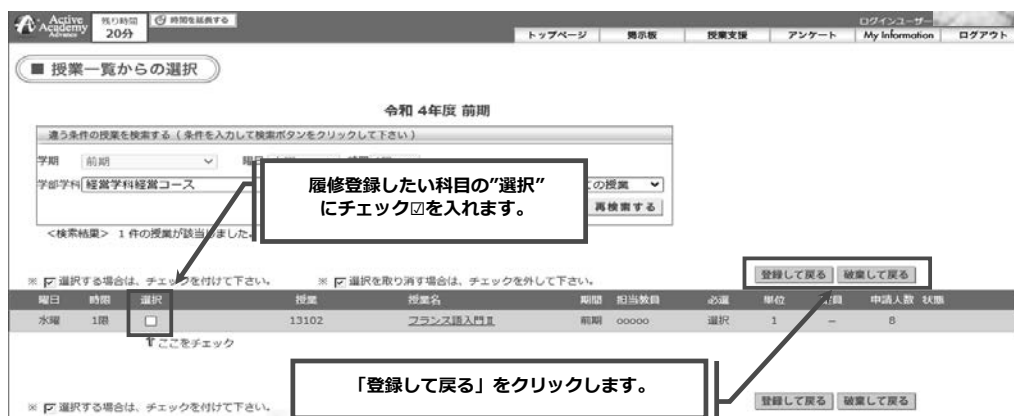 Active Academy Advance
残り時間
20分
時間を延長する
ログインユーザー
トップページ 掲示板 授業支援 アンケート My Information ログアウト
■ 授業一覧からの選択
令和 4年度 前期
違う条件の授業を検索する（条件を入力して検索ボタンをクリックして下さい）
学期 前期
学部学科 経営学科経営コース
の授業
再検索する
履修登録したい科目の”選択”
にチェック☑を入れます。
<検索結果> 1 件の授業が該当しました。
※ ☑ 選択する場合は、チェックを付けて下さい。 ※ ☑ 選択を取り消す場合は、チェックを外して下さい。
登録して戻る 破棄して戻る
曜日 時限 選択 授業 授業名 期間 担当教員 必選 単位 申請人数 状態
水曜 1限 13102 フランス語入門Ⅱ 前期 ooooo 選択 1 － 8
⇑ここをチェック
「登録して戻る」をクリックします。
※ ☑ 選択する場合は、チェックを付けて下さい。
登録して戻る 破棄して戻る